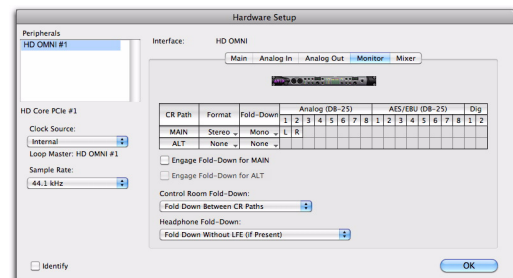 Hardware Setup
Peripherals
HD OMNI #1
Interface: HD OMNI
Main Analog In Analog Out Monitor Mixer
HD Core PCIe #1
Clock Source:
Internal
Loop Master: HD OMNI #1
Sample Rate:
44.1 kHz
CR Path Format Fold-Down Analog (DB-25) AES/EBU (DB-25) Dig
1 2 3 4 5 6 7 8 1 2 3 4 5 6 7 8 1 2
MAIN Stereo Mono L R
ALT None None
Engage Fold-Down for MAIN
Engage Fold-Down for ALT
Control Room Fold-Down:
Fold Down Between CR Paths
Headphone Fold-Down:
Fold Down Without LFE (if Present)
Identify
OK